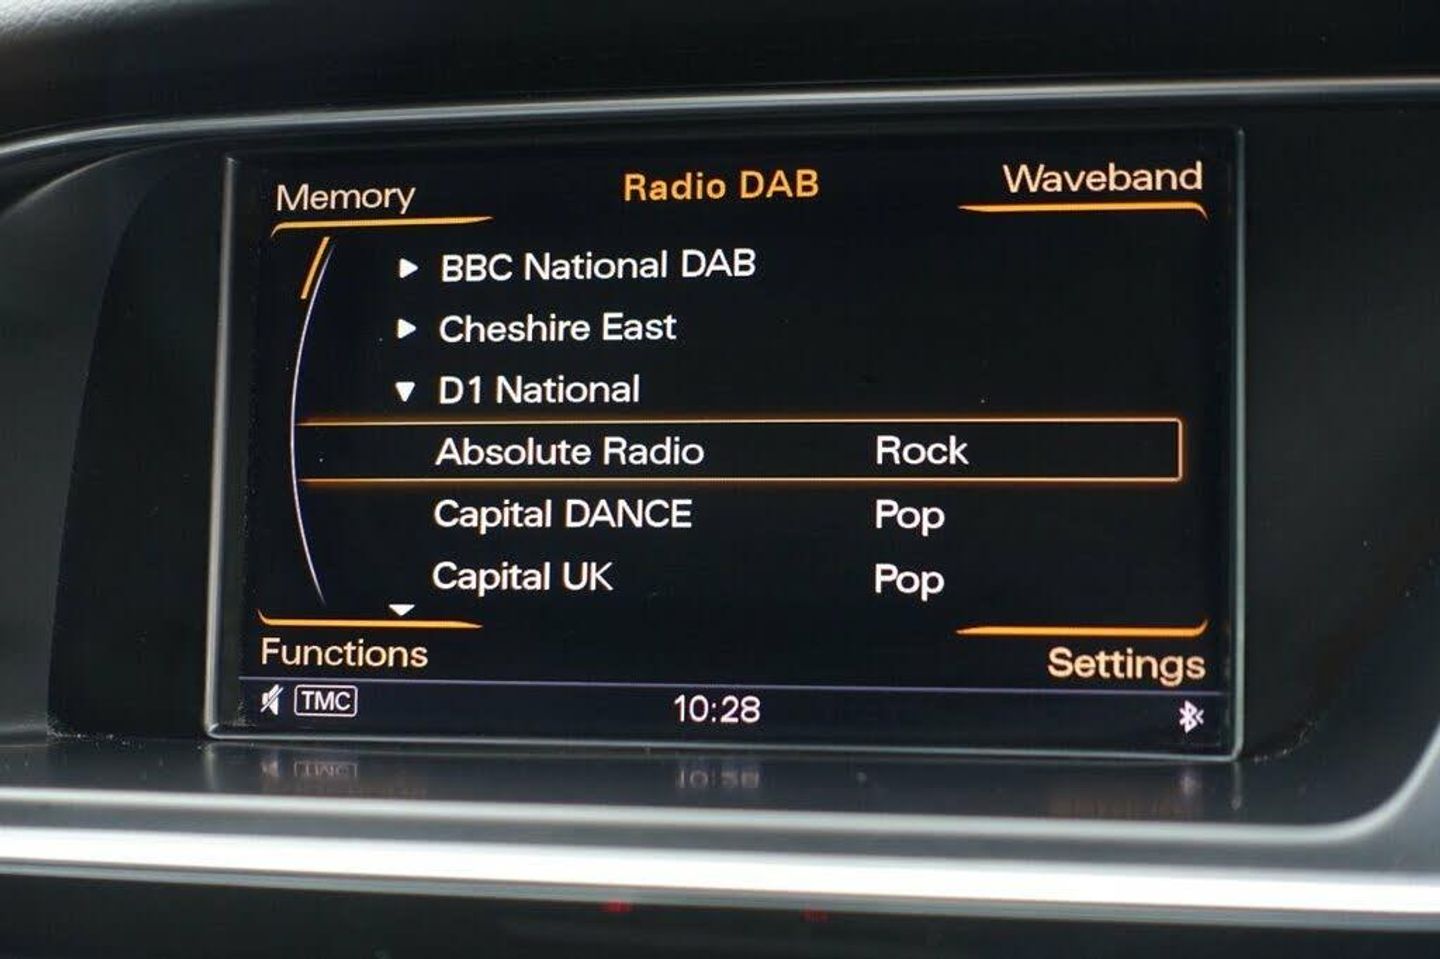 Memory Radio DAB Waveband
BBC National DAB
Cheshire East
D1 National
Absolute Radio Rock
Capital DANCE Pop
Capital UK Pop
Functions Settings
TMC 10:28